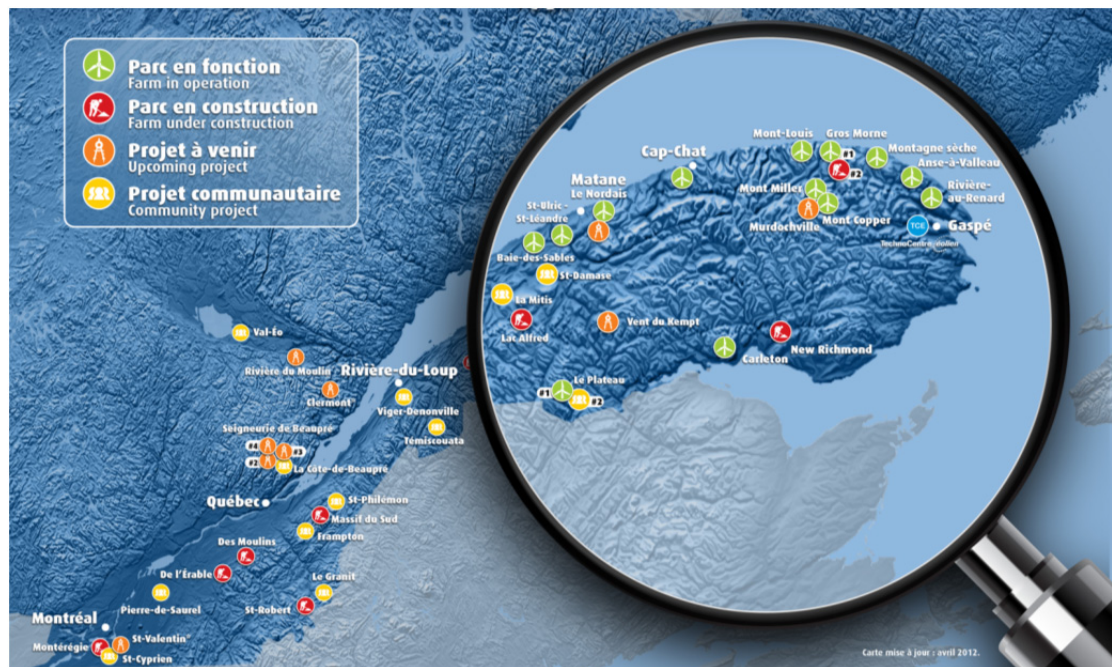 Parc en fonction
Farm in operation
Parc en construction
Farm under construction
Projet à venir
Upcoming project
Projet communautaire
Community project
Mont-Louis
Gros Morne
#1
#2
Montagne sèche
Anse-à-Valleau
Cap-Chat
Rivière-
au-Renard
Mont Miller
Matane
Le Nordais
St-Ulric -
St-Léandre
Murdochville
Mont Copper
TCE
Gaspé
TechnoCentre éolien
Baie-des-Sables
St-Damase
La Mitis
Lac Alfred
Vent du Kempt
New Richmond
Carleton
Le Plateau
#1
#2
Val-Éo
Rivière du Moulin
Rivière-du-Loup
Clermont
Viger-Denonville
Témiscouata
Seigneurie de Beaupré
#4
#3
#2
La Côte-de-Beaupré
Québec
St-Philémon
Massif du Sud
Frampton
Des Moulins
De l'Érable
Le Granit
Pierre-de-Saurel
St-Robert
Montréal
St-Valentin
Montérégie
St-Cyprien
Carte mise à jour : avril 2012.